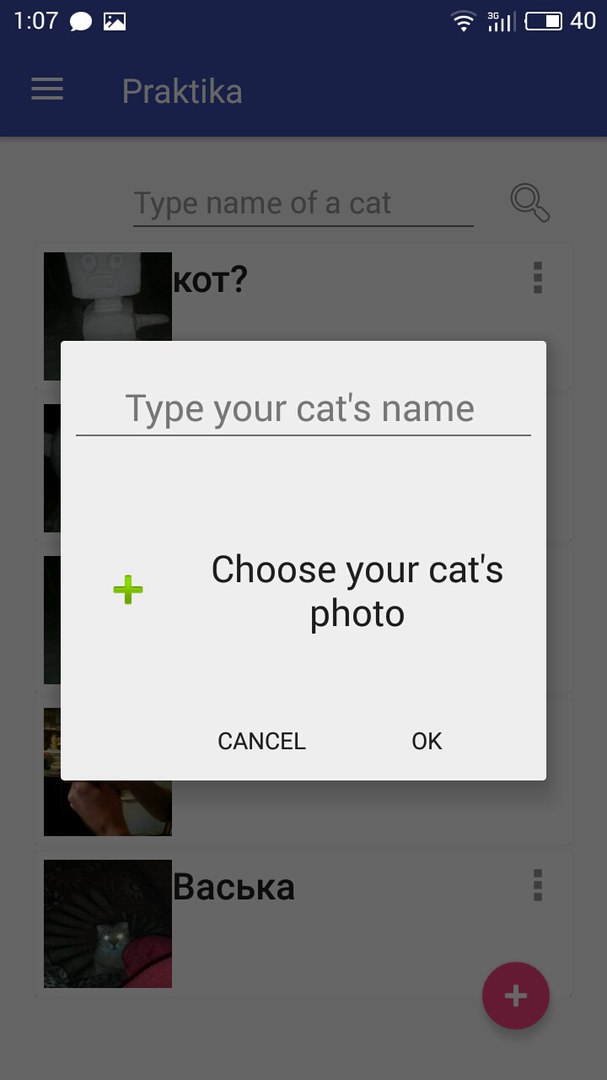 1:07 3G 40
Praktika
Type name of a cat
кот?
Type your cat's name
Choose your cat's
photo
CANCEL OK
Васька